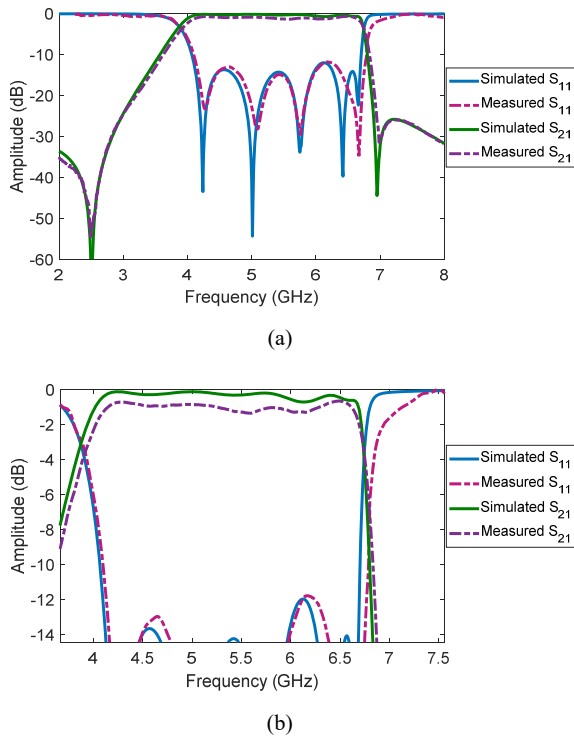 0
-10
-20
-30
-40
-50
-60
Amplitude (dB)
2 3 4 5 6 7 8
Frequency (GHz)
Simulated S11
Measured S11
Simulated S21
Measured S21
(a)
0
-2
-4
-6
-8
-10
-12
-14
Amplitude (dB)
4 4.5 5 5.5 6 6.5 7 7.5
Frequency (GHz)
Simulated S11
Measured S11
Simulated S21
Measured S21
(b)